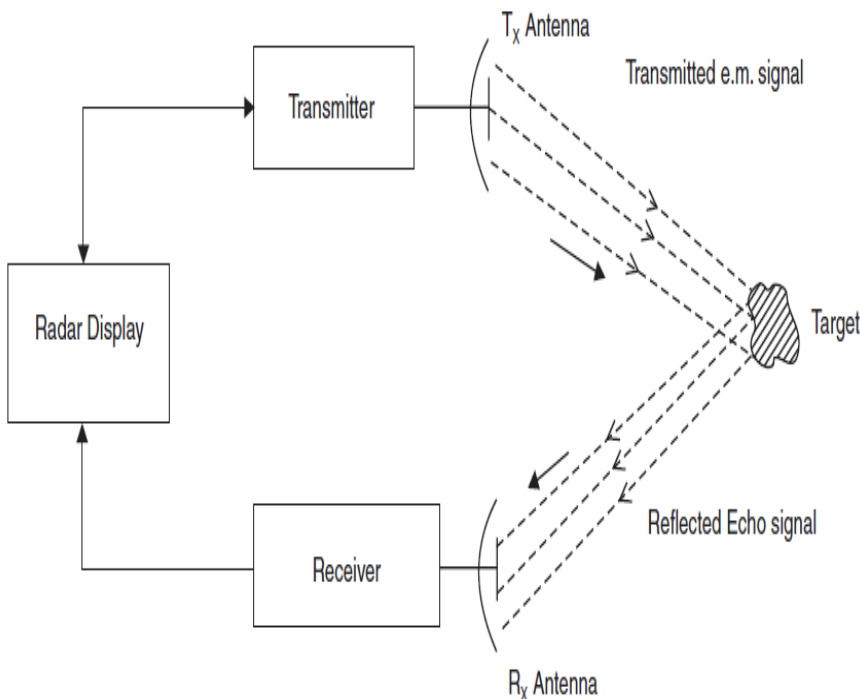 Tx Antenna
Transmitted e.m. signal
Transmitter
Radar Display
Target
Reflected Echo signal
Receiver
Rx Antenna